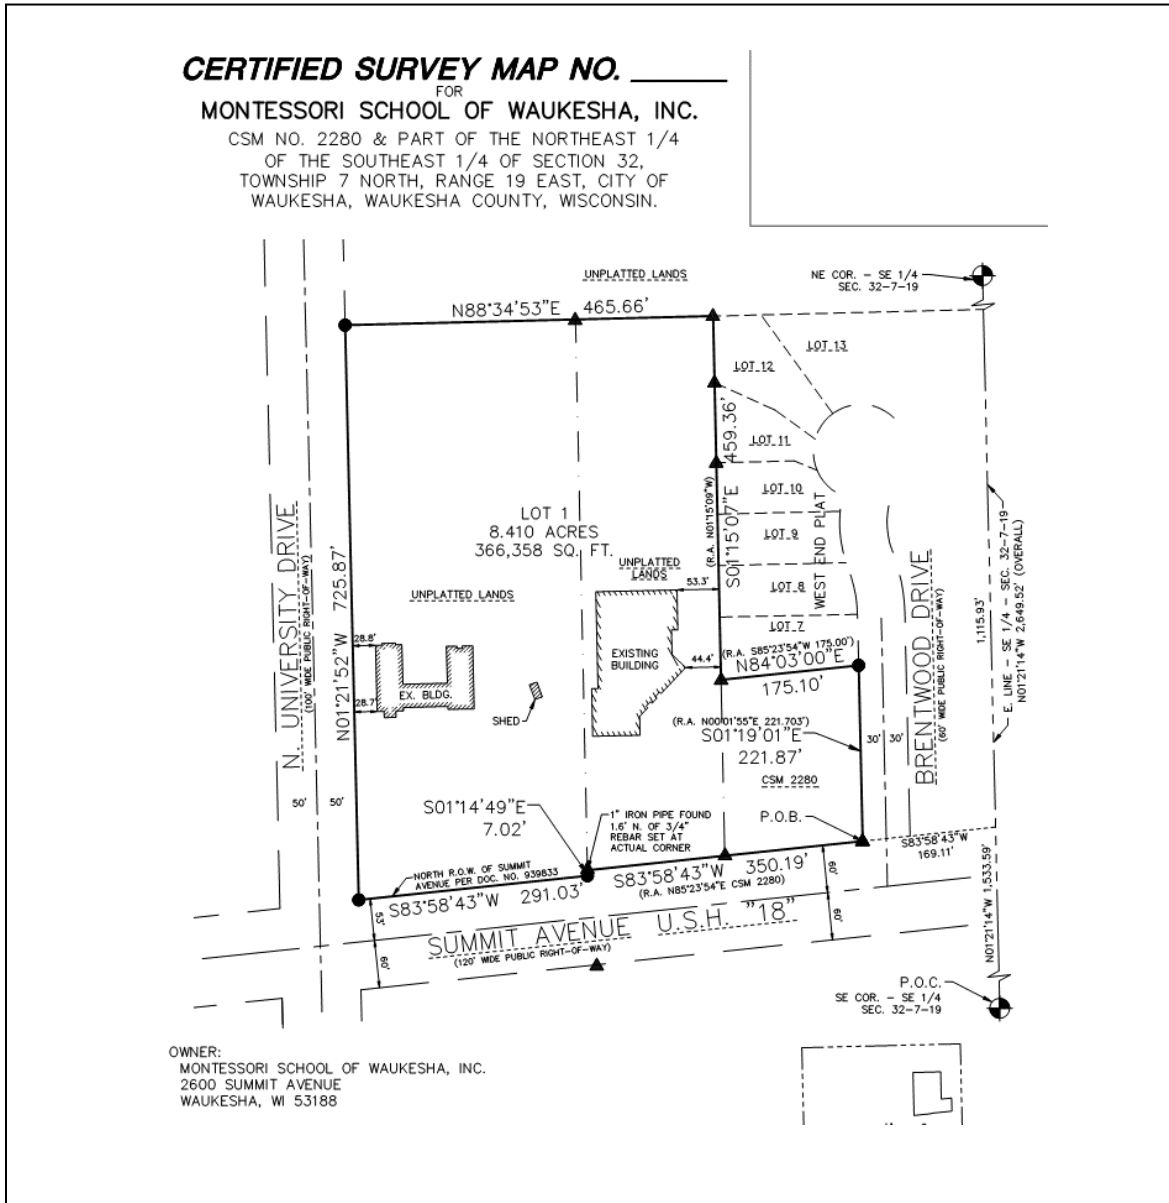 CERTIFIED SURVEY MAP NO. ______
FOR
MONTESSORI SCHOOL OF WAUKESHA, INC.
CSM NO. 2280 & PART OF THE NORTHEAST 1/4
OF THE SOUTHEAST 1/4 OF SECTION 32,
TOWNSHIP 7 NORTH, RANGE 19 EAST, CITY OF
WAUKESHA, WAUKESHA COUNTY, WISCONSIN.
UNPLATTED LANDS
NE COR. - SE 1/4
SEC. 32-7-19
N88°34'53"E 465.66'
LOT 13
LOT 12
LOT 11
LOT 10
LOT 9
LOT 8
LOT 7
WEST END PLAT
459.36'
S01°15'07"E
(R.A. N01°15'09"W)
LOT 1
8.410 ACRES
366,358 SQ. FT.
UNPLATTED
LANDS
53.3'
UNPLATTED LANDS
N. UNIVERSITY DRIVE
(100' WIDE PUBLIC RIGHT-OF-WAY)
N01°21'52"W 725.87'
28.8'
28.7'
EX. BLDG.
SHED
EXISTING
BUILDING
44.4'
(R.A. S85°23'54"W 175.00')
N84°03'00"E
175.10'
(R.A. N00°01'55"E 221.703')
S01°19'01"E
221.87'
CSM 2280
P.O.B.
30'
30'
BRENTWOOD DRIVE
(60' WIDE PUBLIC RIGHT-OF-WAY)
1,115.93'
E. LINE - SE 1/4 - SEC. 32-7-19
N01°21'14"W 2,649.52' (OVERALL)
50'
50'
S01°14'49"E
7.02'
1" IRON PIPE FOUND
1.6' N. OF 3/4"
REBAR SET AT
ACTUAL CORNER
S83°58'43"W
169.11'
NORTH R.O.W. OF SUMMIT
AVENUE PER DOC. NO. 939833
S83°58'43"W 291.03'
S83°58'43"W 350.19'
(R.A. N85°23'54"E CSM 2280)
60'
60'
53'
60'
SUMMIT AVENUE U.S.H. "18"
(120' WIDE PUBLIC RIGHT-OF-WAY)
N01°21'14"W 1,533.59'
P.O.C.
SE COR. - SE 1/4
SEC. 32-7-19
OWNER:
MONTESSORI SCHOOL OF WAUKESHA, INC.
2600 SUMMIT AVENUE
WAUKESHA, WI 53188